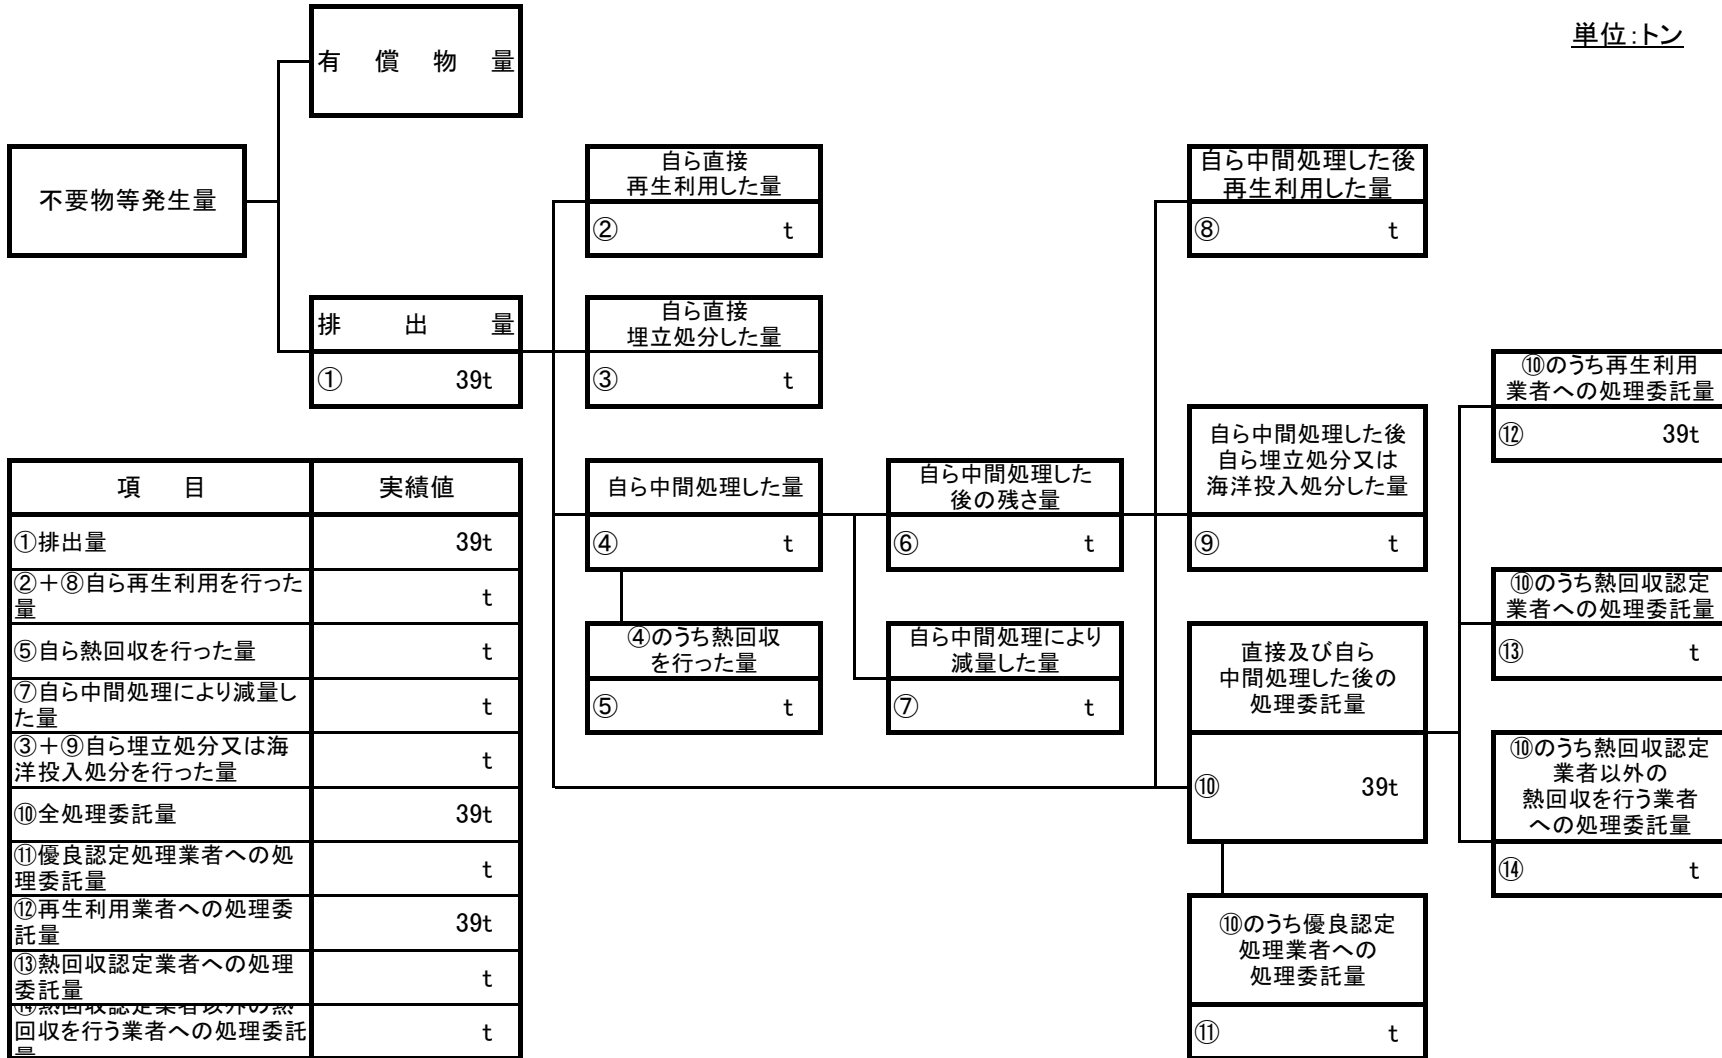 単位:トン
有償物量
不要物等発生量
排出量
① 39t
自ら直接
再生利用した量
② t
自ら直接
埋立処分した量
③ t
自ら中間処理した量
④ t
④のうち熱回収
を行った量
⑤ t
自ら中間処理した
後の残さ量
⑥ t
自ら中間処理により
減量した量
⑦ t
自ら中間処理した後
再生利用した量
⑧ t
自ら中間処理した後
自ら埋立処分又は
海洋投入処分した量
⑨ t
直接及び自ら
中間処理した後の
処理委託量
⑩ 39t
⑩のうち優良認定
処理業者への
処理委託量
⑪ t
⑩のうち再生利用
業者への処理委託量
⑫ 39t
⑩のうち熱回収認定
業者への処理委託量
⑬ t
⑩のうち熱回収認定
業者以外の
熱回収を行う業者
への処理委託量
⑭ t
項目 実績値
①排出量 39t
②+⑧自ら再生利用を行った
量 t
⑤自ら熱回収を行った量 t
⑦自ら中間処理により減量し
た量 t
③+⑨自ら埋立処分又は海
洋投入処分を行った量 t
⑩全処理委託量 39t
⑪優良認定処理業者への処
理委託量 t
⑫再生利用業者への処理委
託量 39t
⑬熱回収認定業者への処理
委託量 t
⑭熱回収認定業者以外の熱
回収を行う業者への処理委託
量 t